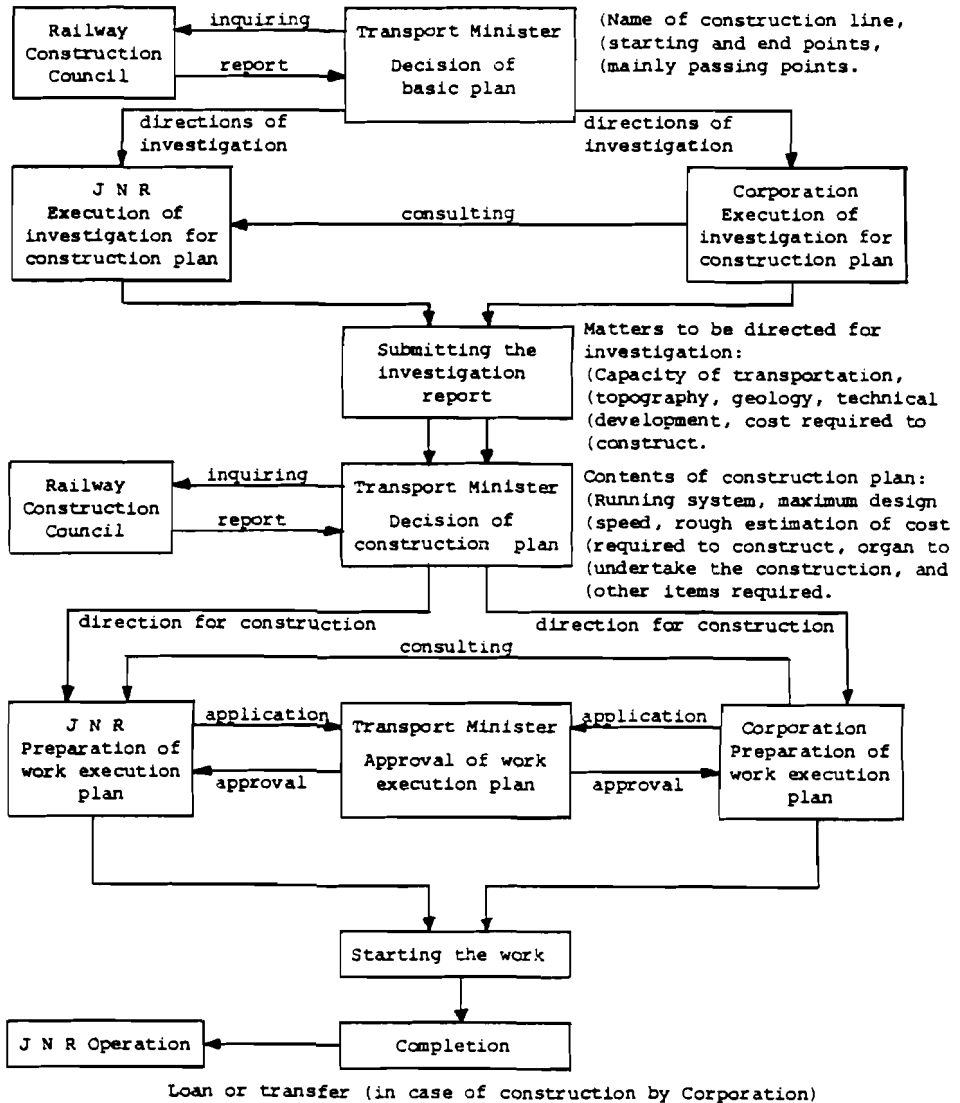 inquiring
Railway
Construction
Council
report
Transport Minister
Decision of
basic plan
(Name of construction line,
(starting and end points,
(mainly passing points.
directions of
investigation
directions of
investigation
J N R
Execution of
investigation for
construction plan
consulting
Corporation
Execution of
investigation for
construction plan
Submitting the
investigation
report
Matters to be directed for
investigation:
(Capacity of transportation,
(topography, geology, technical
(development, cost required to
(construct.
inquiring
Railway
Construction
Council
report
Transport Minister
Decision of
construction plan
Contents of construction plan:
(Running system, maximum design
(speed, rough estimation of cost
(required to construct, organ to
(undertake the construction, and
(other items required.
direction for construction
direction for construction
consulting
J N R
Preparation of
work execution
plan
application
approval
Transport Minister
Approval of work
execution plan
application
approval
Corporation
Preparation of
work execution
plan
Starting the work
J N R Operation
Completion
Loan or transfer (in case of construction by Corporation)